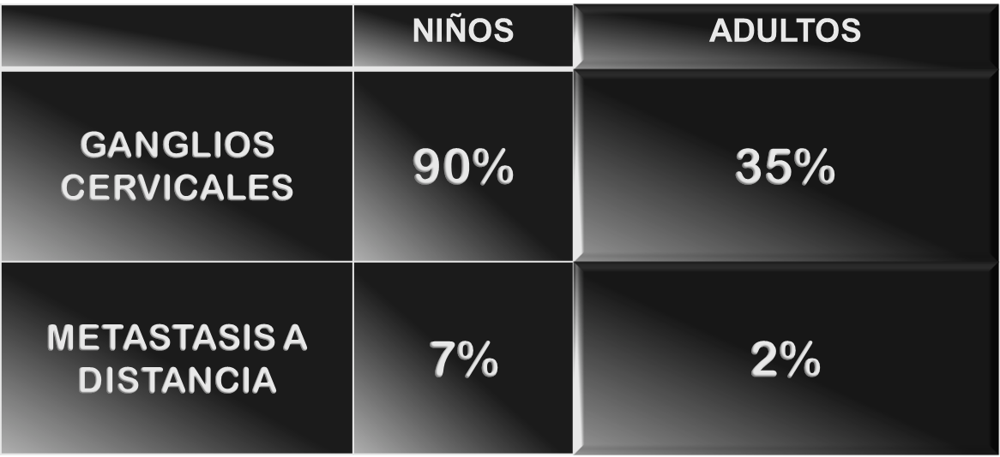 NIÑOS ADULTOS
GANGLIOS
CERVICALES
90% 35%
METASTASIS A
DISTANCIA
7% 2%